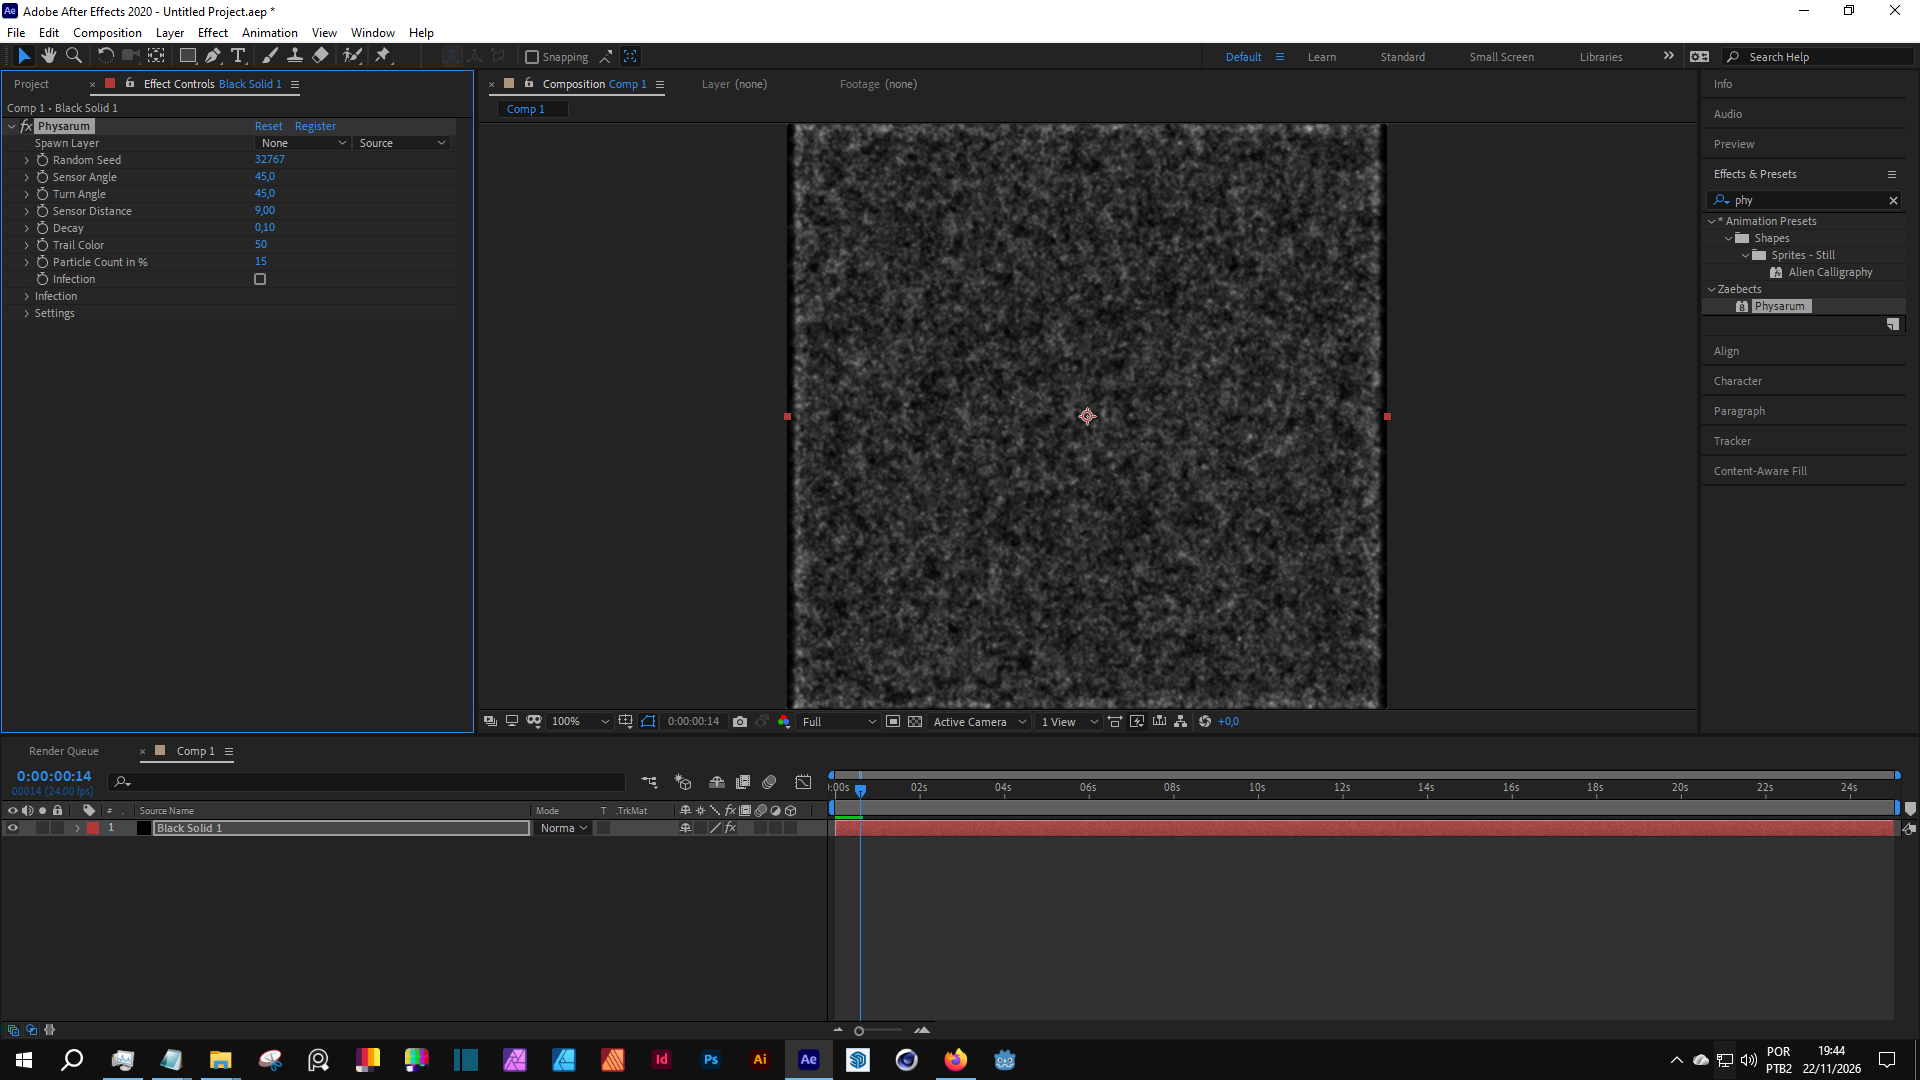 Adobe After Effects 2020 - Untitled Project.aep *
File Edit Composition Layer Effect Animation View Window Help
Snapping
Default Learn Standard Small Screen Libraries
Search Help
Project
Effect Controls Black Solid 1
Comp 1 • Black Solid 1
fx Physarum Reset Register
Spawn Layer None Source
Random Seed 32767
Sensor Angle 45,0
Turn Angle 45,0
Sensor Distance 9,00
Decay 0,10
Trail Color 50
Particle Count in % 15
Infection
Infection
Settings
Composition Comp 1
Layer (none)
Footage (none)
Comp 1
100%
0:00:00:14
Full
Active Camera
1 View
+0,0
Info
Audio
Preview
Effects & Presets
phy
* Animation Presets
Shapes
Sprites - Still
Alien Calligraphy
Zaebects
Physarum
Align
Character
Paragraph
Tracker
Content-Aware Fill
Render Queue
Comp 1
0:00:00:14
00014 (24.00 fps)
# Source Name Mode T .TrkMat
1 Black Solid 1 Norma
:00s 02s 04s 06s 08s 10s 12s 14s 16s 18s 20s 22s 24s
Id Ps Ai Ae
POR
PTB2
19:44
22/11/2026